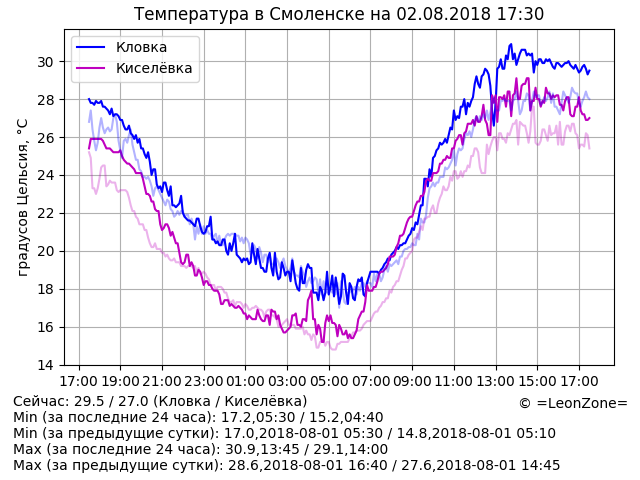 Температура в Смоленске на 02.08.2018 17:30
Кловка
Киселёвка
градусов Цельсия, °C
30
28
26
24
22
20
18
16
14
17:00 19:00 21:00 23:00 01:00 03:00 05:00 07:00 09:00 11:00 13:00 15:00 17:00
Сейчас: 29.5 / 27.0 (Кловка / Киселёвка)
© =LeonZone=
Min (за последние 24 часа): 17.2,05:30 / 15.2,04:40
Min (за предыдущие сутки): 17.0,2018-08-01 05:30 / 14.8,2018-08-01 05:10
Max (за последние 24 часа): 30.9,13:45 / 29.1,14:00
Max (за предыдущие сутки): 28.6,2018-08-01 16:40 / 27.6,2018-08-01 14:45